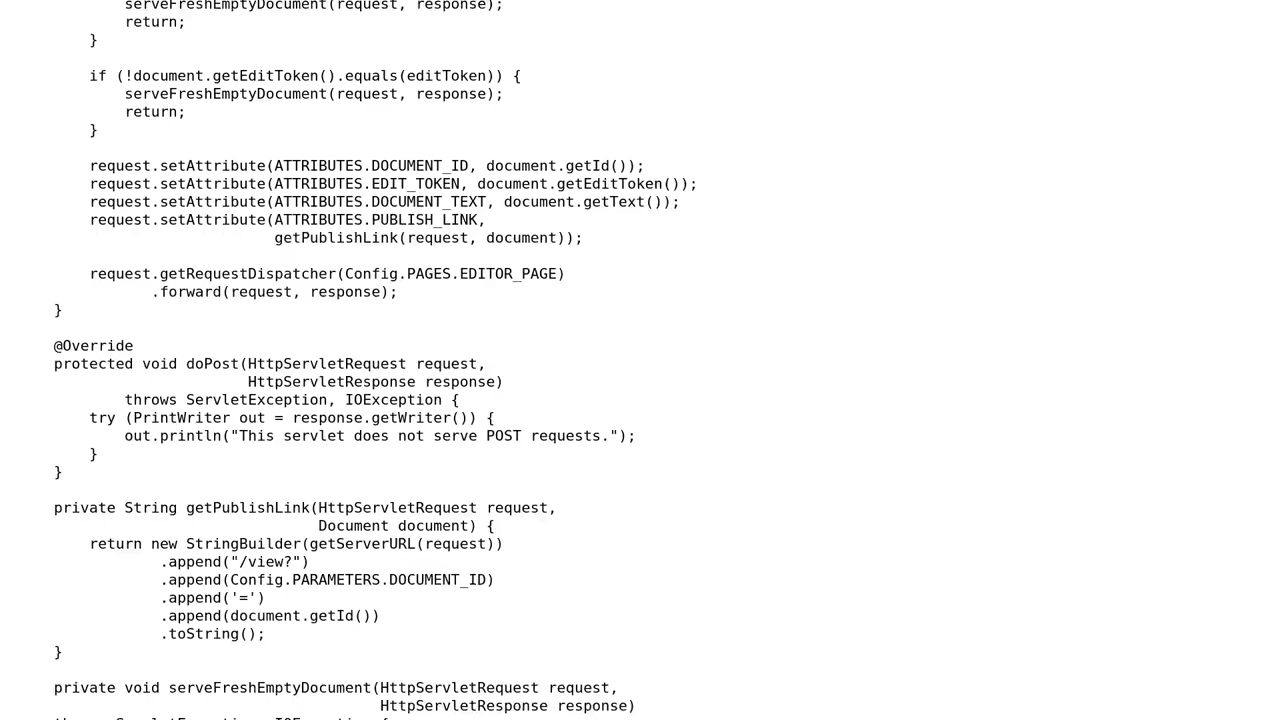 serveFreshEmptyDocument(request, response);
return;
}
if (!document.getEditToken().equals(editToken)) {
serveFreshEmptyDocument(request, response);
return;
}
request.setAttribute(ATTRIBUTES.DOCUMENT_ID, document.getId());
request.setAttribute(ATTRIBUTES.EDIT_TOKEN, document.getEditToken());
request.setAttribute(ATTRIBUTES.DOCUMENT_TEXT, document.getText());
request.setAttribute(ATTRIBUTES.PUBLISH_LINK,
getPublishLink(request, document));
request.getRequestDispatcher(Config.PAGES.EDITOR_PAGE)
.forward(request, response);
}
@Override
protected void doPost(HttpServletRequest request,
HttpServletResponse response)
throws ServletException, IOException {
try (PrintWriter out = response.getWriter()) {
out.println("This servlet does not serve POST requests.");
}
}
private String getPublishLink(HttpServletRequest request,
Document document) {
return new StringBuilder(getServerURL(request))
.append("/view?")
.append(Config.PARAMETERS.DOCUMENT_ID)
.append('=')
.append(document.getId())
.toString();
}
private void serveFreshEmptyDocument(HttpServletRequest request,
HttpServletResponse response)
throws ServletException, IOException {